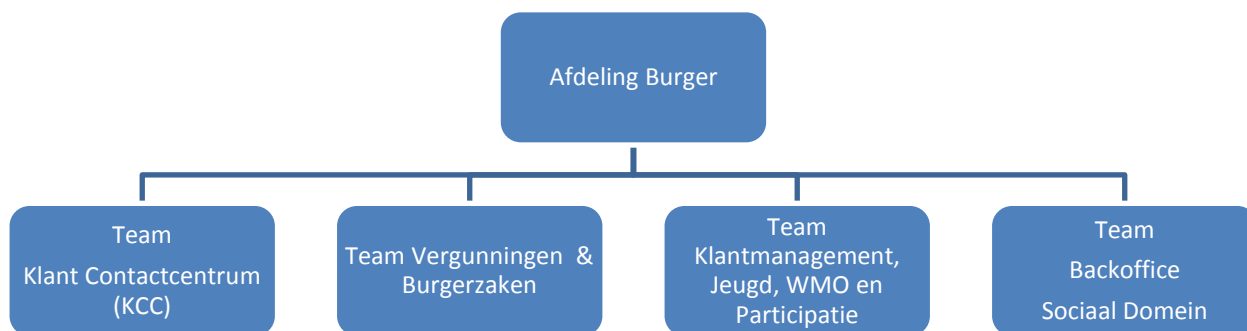 Afdeling Burger
Team
Klant Contactcentrum
(KCC)
Team Vergunningen &
Burgerzaken
Team
Klantmanagement,
Jeugd, WMO en
Participatie
Team
Backoffice
Sociaal Domein